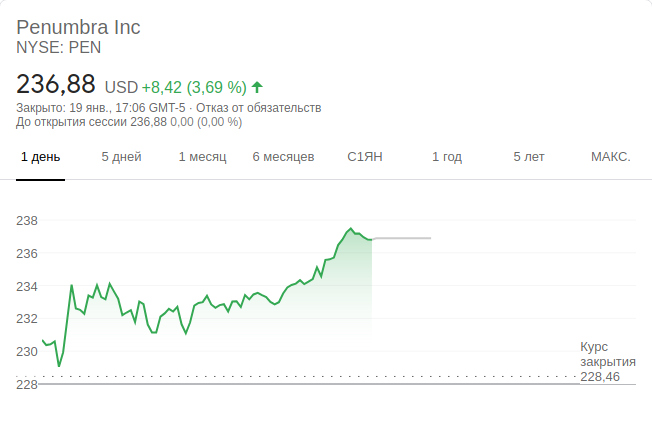 Penumbra Inc
NYSE: PEN
236,88 USD +8,42 (3,69 %)
Закрыто: 19 янв., 17:06 GMT-5 · Отказ от обязательств
До открытия сессии 236,88 0,00 (0,00 %)
1 день 5 дней 1 месяц 6 месяцев С1ЯН 1 год 5 лет МАКС.
238
236
234
232
230
Курс
закрытия
228,46
228